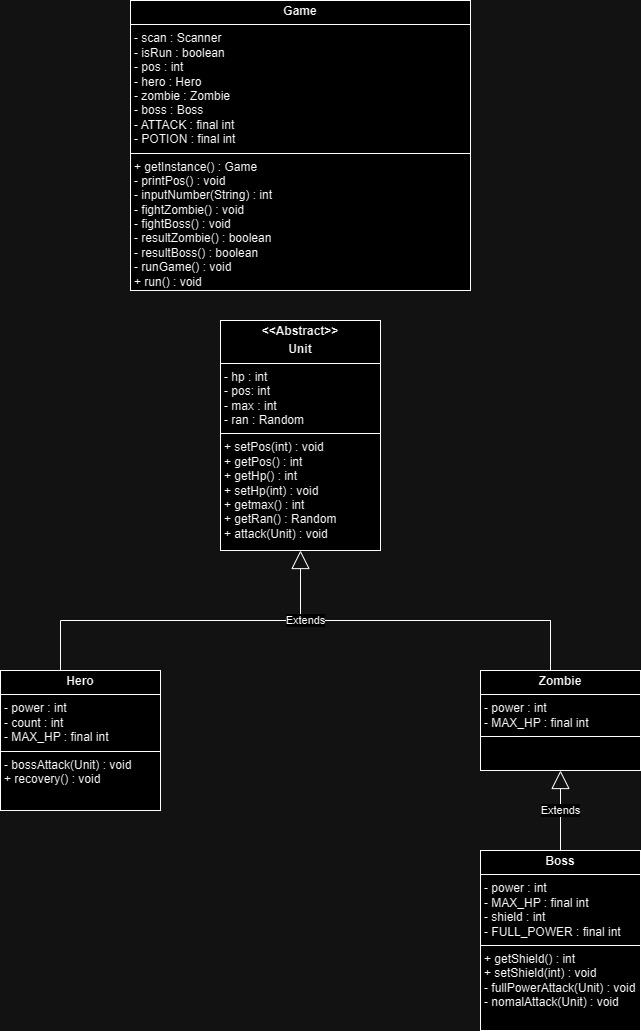 Game
- scan : Scanner
- isRun : boolean
- pos : int
- hero : Hero
- zombie : Zombie
- boss : Boss
- ATTACK : final int
- POTION : final int
+ getInstance() : Game
- printPos() : void
- inputNumber(String) : int
- fightZombie() : void
- fightBoss() : void
- resultZombie() : boolean
- resultBoss() : boolean
- runGame() : void
+ run() : void
<<Abstract>>
Unit
- hp : int
- pos: int
- max : int
- ran : Random
+ setPos(int) : void
+ getPos() : int
+ getHp() : int
+ setHp(int) : void
+ getmax() : int
+ getRan() : Random
+ attack(Unit) : void
Extends
Hero
- power : int
- count : int
- MAX_HP : final int
- bossAttack(Unit) : void
+ recovery() : void
Zombie
- power : int
- MAX_HP : final int
Extends
Boss
- power : int
- MAX_HP : final int
- shield : int
- FULL_POWER : final int
+ getShield() : int
+ setShield(int) : void
- fullPowerAttack(Unit) : void
- nomalAttack(Unit) : void